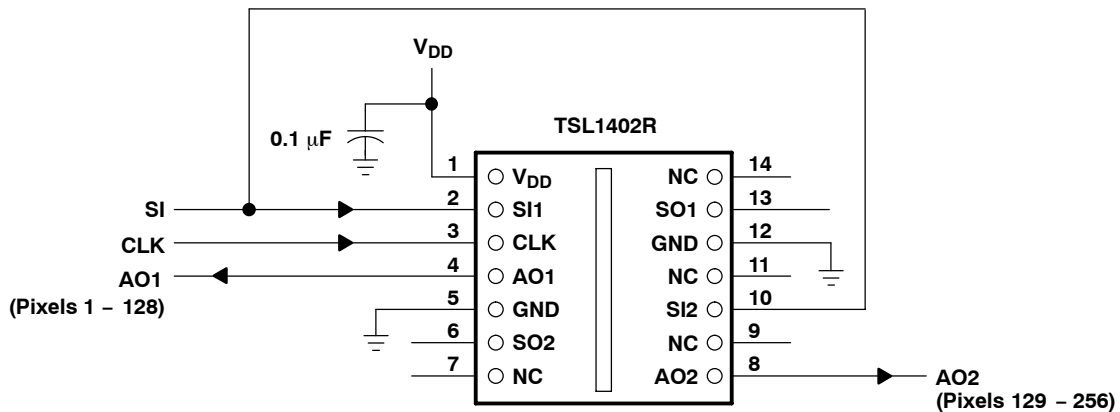 V_DD
0.1 μF
TSL1402R
1 V_DD NC 14
SI 2 SI1 SO1 13
CLK 3 CLK GND 12
AO1 4 AO1 NC 11
(Pixels 1 – 128)
5 GND SI2 10
6 SO2 NC 9
7 NC AO2 8
AO2
(Pixels 129 – 256)